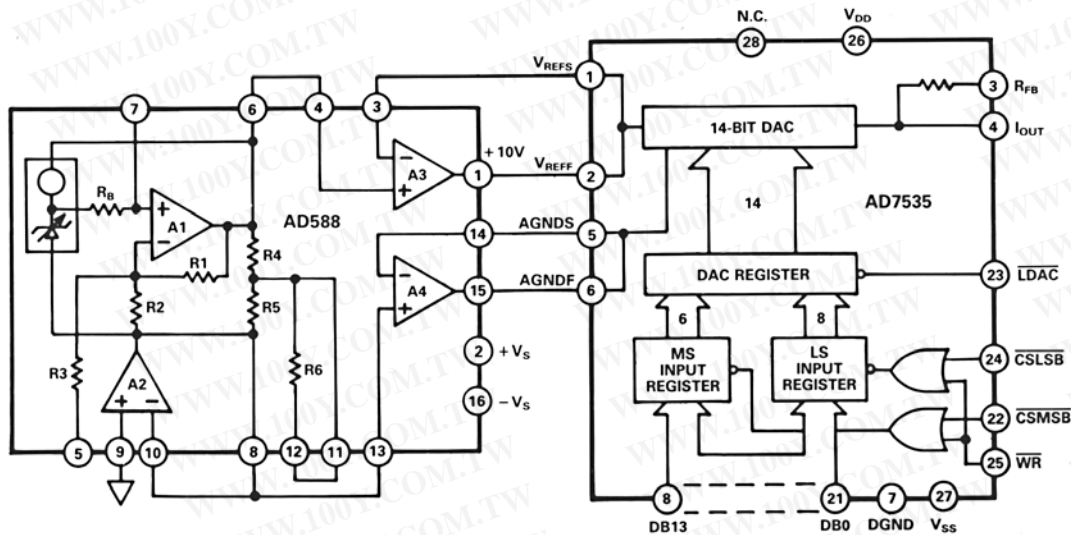 WWW.100Y.COM.TW
N.C.
VDD
28
26
VREFS
1
3
RFB
7
6
4
3
14-BIT DAC
4
IOUT
+ 10V
A3
1
VREFF
2
RB
A1
AD588
14
AD7535
R1
R4
14
AGNDS
5
DAC REGISTER
23
LDAC
R2
R5
A4
15
AGNDF
6
6
8
R3
R6
2
+VS
MS INPUT REGISTER
LS INPUT REGISTER
24
CSLSB
A2
16
−VS
22
CSMSB
25
WR
5
9
10
8
12
11
13
8
21
7
27
DB13
DB0
DGND
VSS